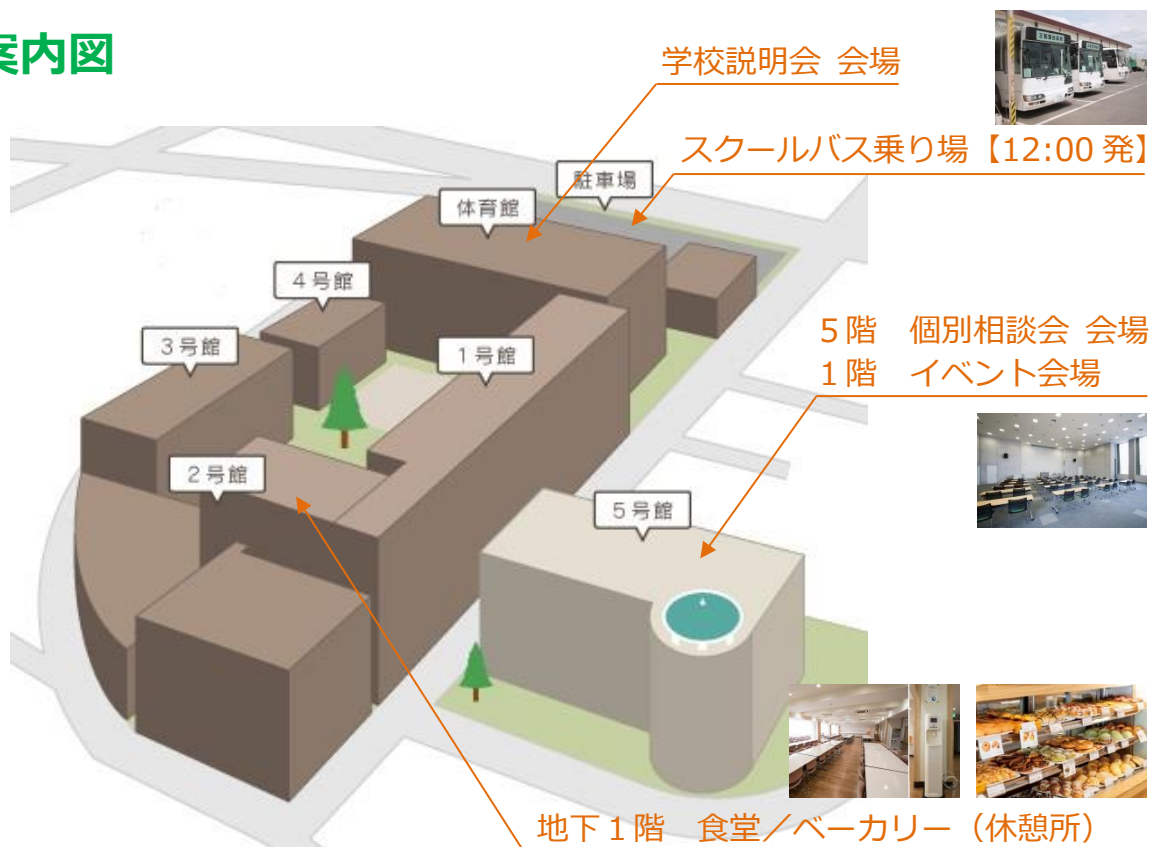 案内図
学校説明会 会場
スクールバス乗り場【12:00 発】
駐車場
体育館
4号館
3号館
1号館
5階 個別相談会 会場
1階 イベント会場
2号館
5号館
地下1階 食堂／ベーカリー（休憩所）